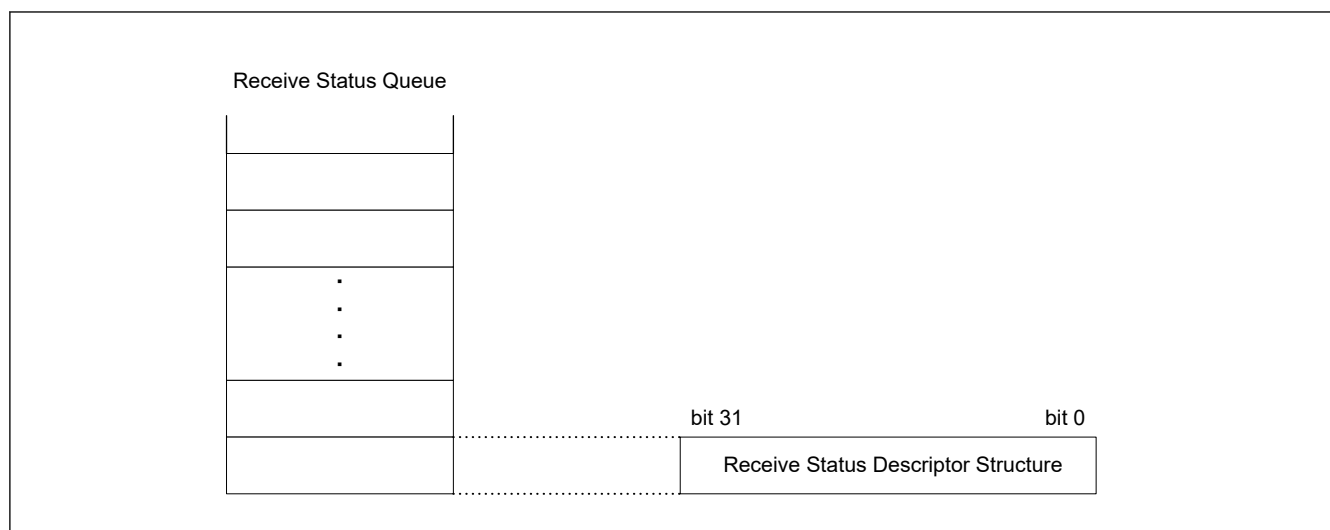 Receive Status Queue
bit 31
bit 0
Receive Status Descriptor Structure